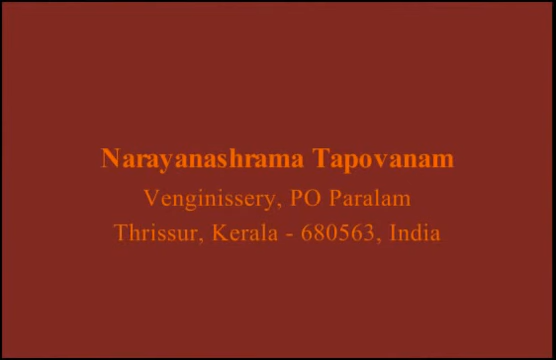 Narayanashrama Tapovanam
Venginissery, PO Paralam
Thrissur, Kerala - 680563, India